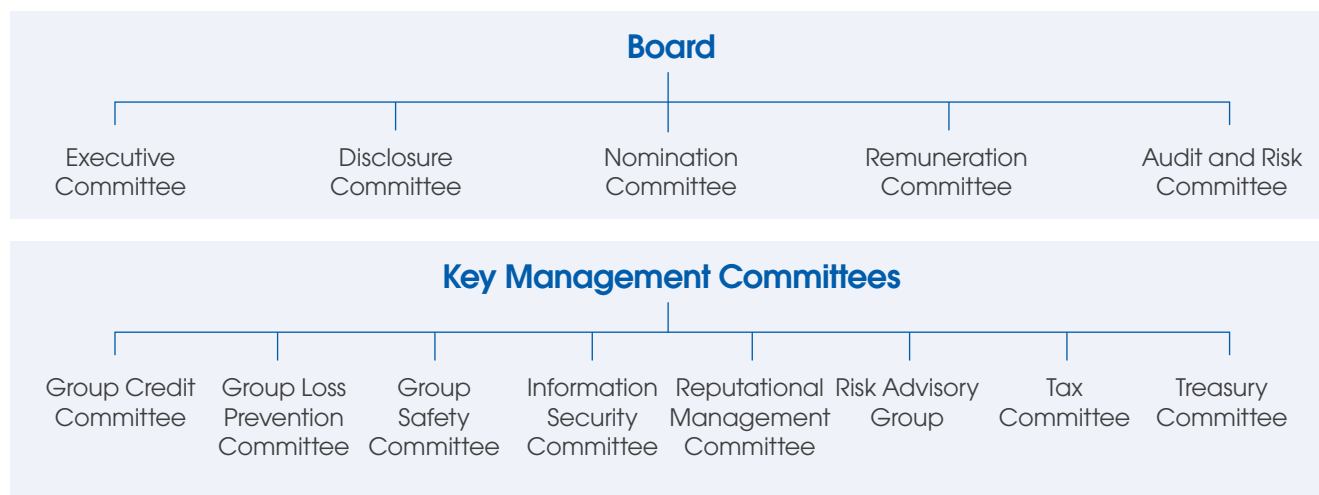 Board
Executive
Committee
Disclosure
Committee
Nomination
Committee
Remuneration
Committee
Audit and Risk
Committee
Key Management Committees
Group Credit
Committee
Group Loss
Prevention
Committee
Group
Safety
Committee
Information
Security
Committee
Reputational
Management
Committee
Risk Advisory
Group
Tax
Committee
Treasury
Committee